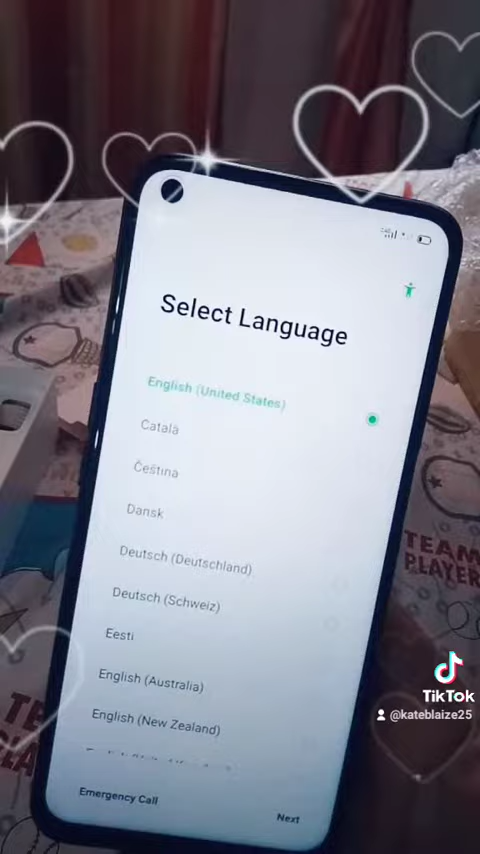 Select Language
English (United States)
Català
Čeština
Dansk
Deutsch (Deutschland)
Deutsch (Schweiz)
Eesti
English (Australia)
English (New Zealand)
Emergency Call
Next
TEAM
PLAYER
TikTok
@kateblaize25